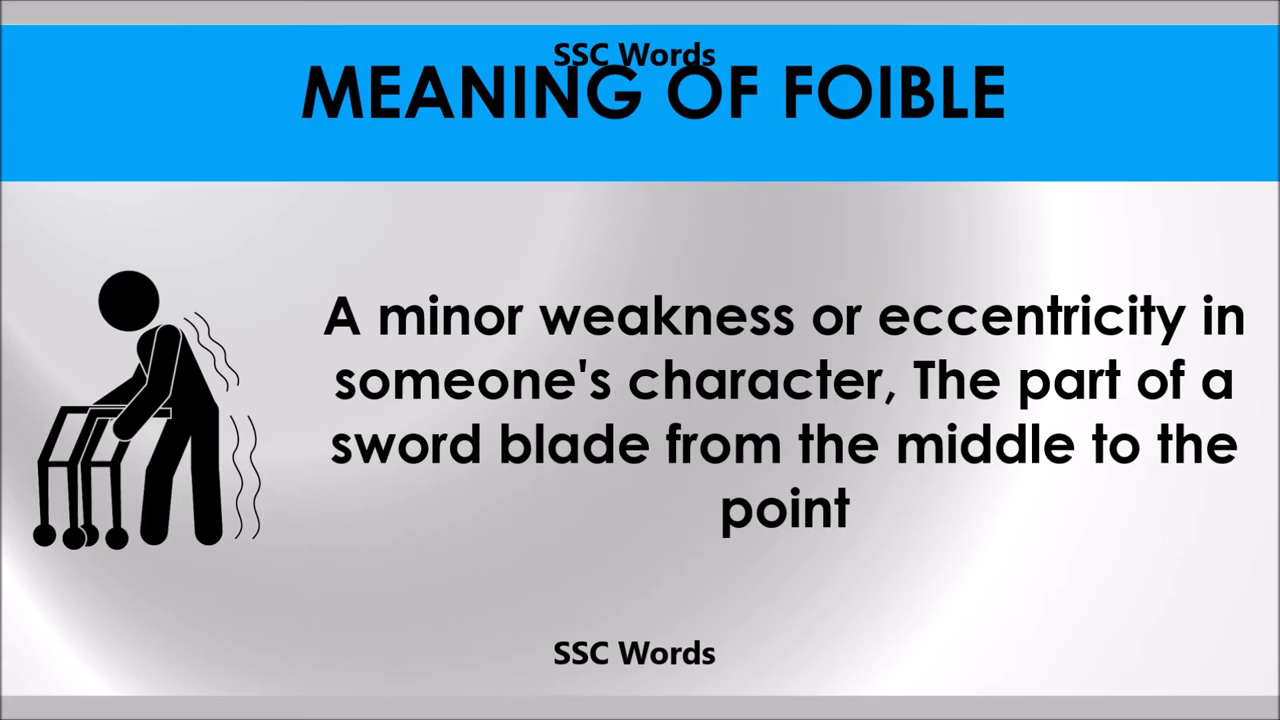 SSC Words
MEANING OF FOIBLE
A minor weakness or eccentricity in
someone's character, The part of a
sword blade from the middle to the
point
SSC Words